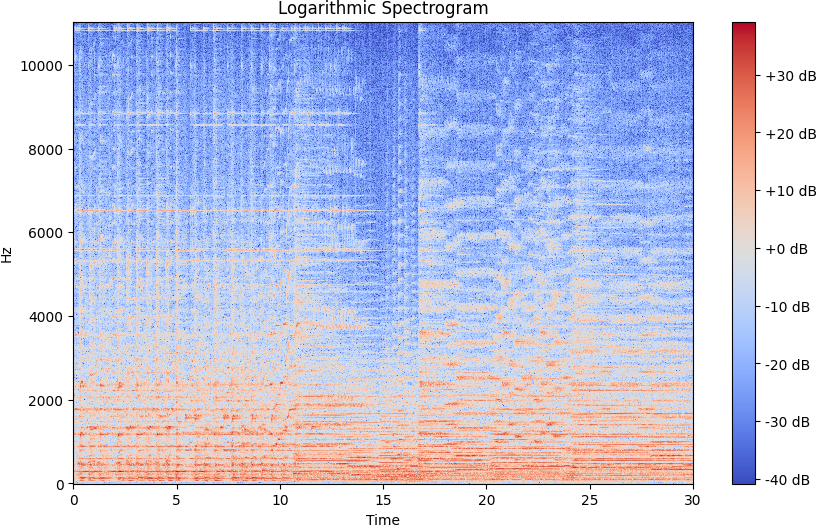 Logarithmic Spectrogram
10000
8000
6000
4000
2000
0
Hz
0 5 10 15 20 25 30
Time
+30 dB
+20 dB
+10 dB
+0 dB
-10 dB
-20 dB
-30 dB
-40 dB